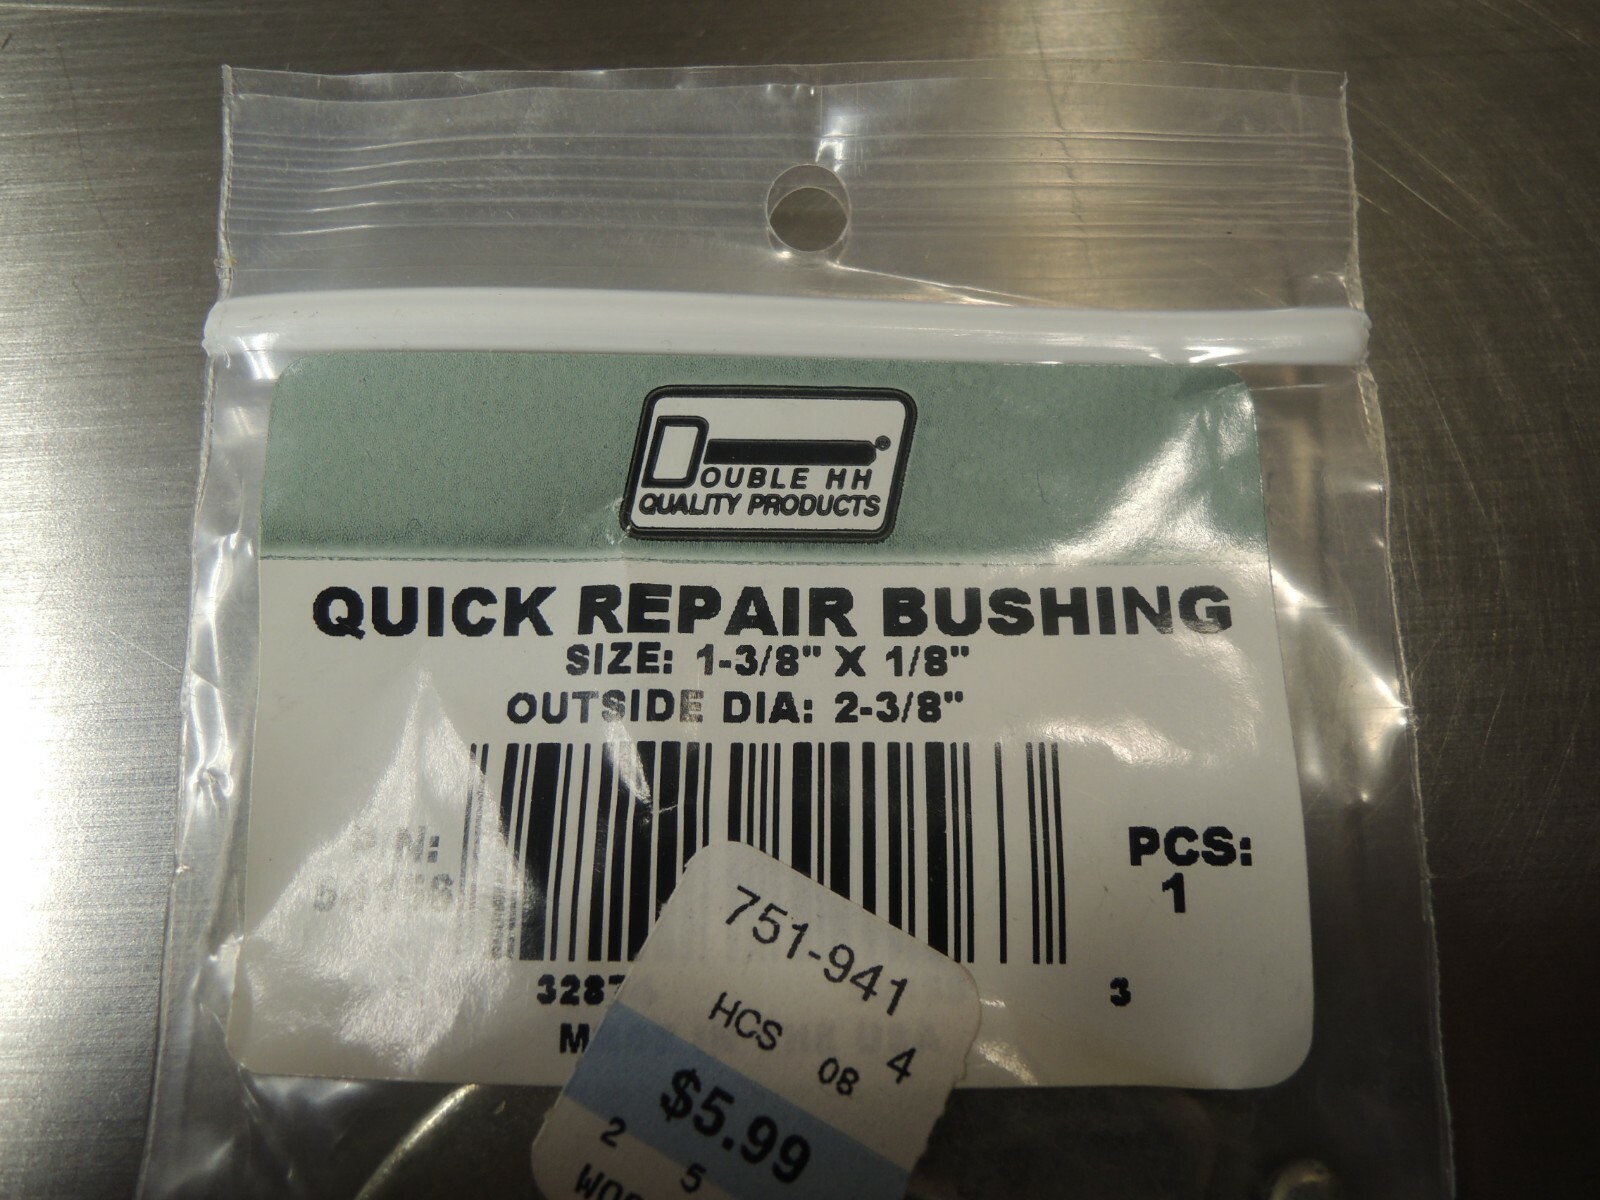 DOUBLE HH ®
QUALITY PRODUCTS
QUICK REPAIR BUSHING
SIZE: 1-3/8" X 1/8"
OUTSIDE DIA: 2-3/8"
N:
PCS:
1
3287
3
751-941
HCS
4
08
$5.99
2
5